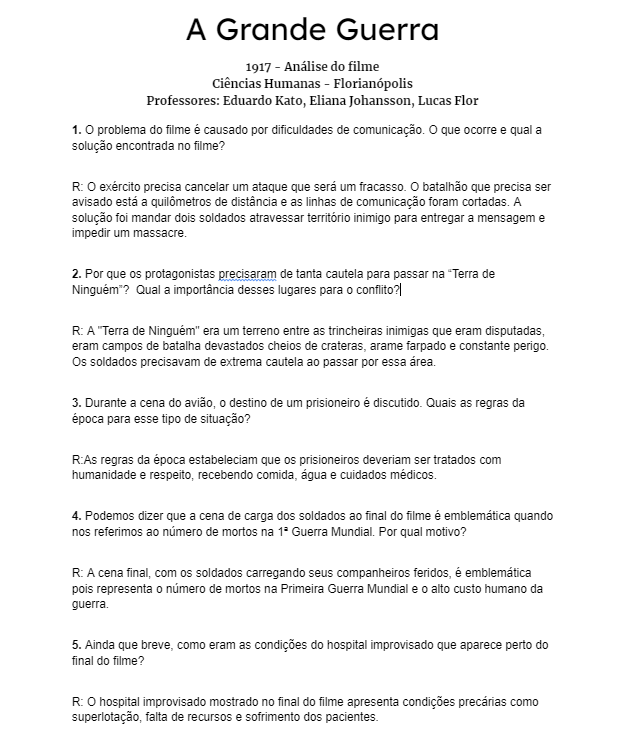 A Grande Guerra
1917 - Análise do filme
Ciências Humanas - Florianópolis
Professores: Eduardo Kato, Eliana Johansson, Lucas Flor
1. O problema do filme é causado por dificuldades de comunicação. O que ocorre e qual a
solução encontrada no filme?
R: O exército precisa cancelar um ataque que será um fracasso. O batalhão que precisa ser
avisado está a quilômetros de distância e as linhas de comunicação foram cortadas. A
solução foi mandar dois soldados atravessar território inimigo para entregar a mensagem e
impedir um massacre.
2. Por que os protagonistas precisaram de tanta cautela para passar na “Terra de
Ninguém”?  Qual a importância desses lugares para o conflito?
R: A "Terra de Ninguém" era um terreno entre as trincheiras inimigas que eram disputadas,
eram campos de batalha devastados cheios de crateras, arame farpado e constante perigo.
Os soldados precisavam de extrema cautela ao passar por essa área.
3. Durante a cena do avião, o destino de um prisioneiro é discutido. Quais as regras da
época para esse tipo de situação?
R:As regras da época estabeleciam que os prisioneiros deveriam ser tratados com
humanidade e respeito, recebendo comida, água e cuidados médicos.
4. Podemos dizer que a cena de carga dos soldados ao final do filme é emblemática quando
nos referimos ao número de mortos na 1ª Guerra Mundial. Por qual motivo?
R: A cena final, com os soldados carregando seus companheiros feridos, é emblemática
pois representa o número de mortos na Primeira Guerra Mundial e o alto custo humano da
guerra.
5. Ainda que breve, como eram as condições do hospital improvisado que aparece perto do
final do filme?
R: O hospital improvisado mostrado no final do filme apresenta condições precárias como
superlotação, falta de recursos e sofrimento dos pacientes.